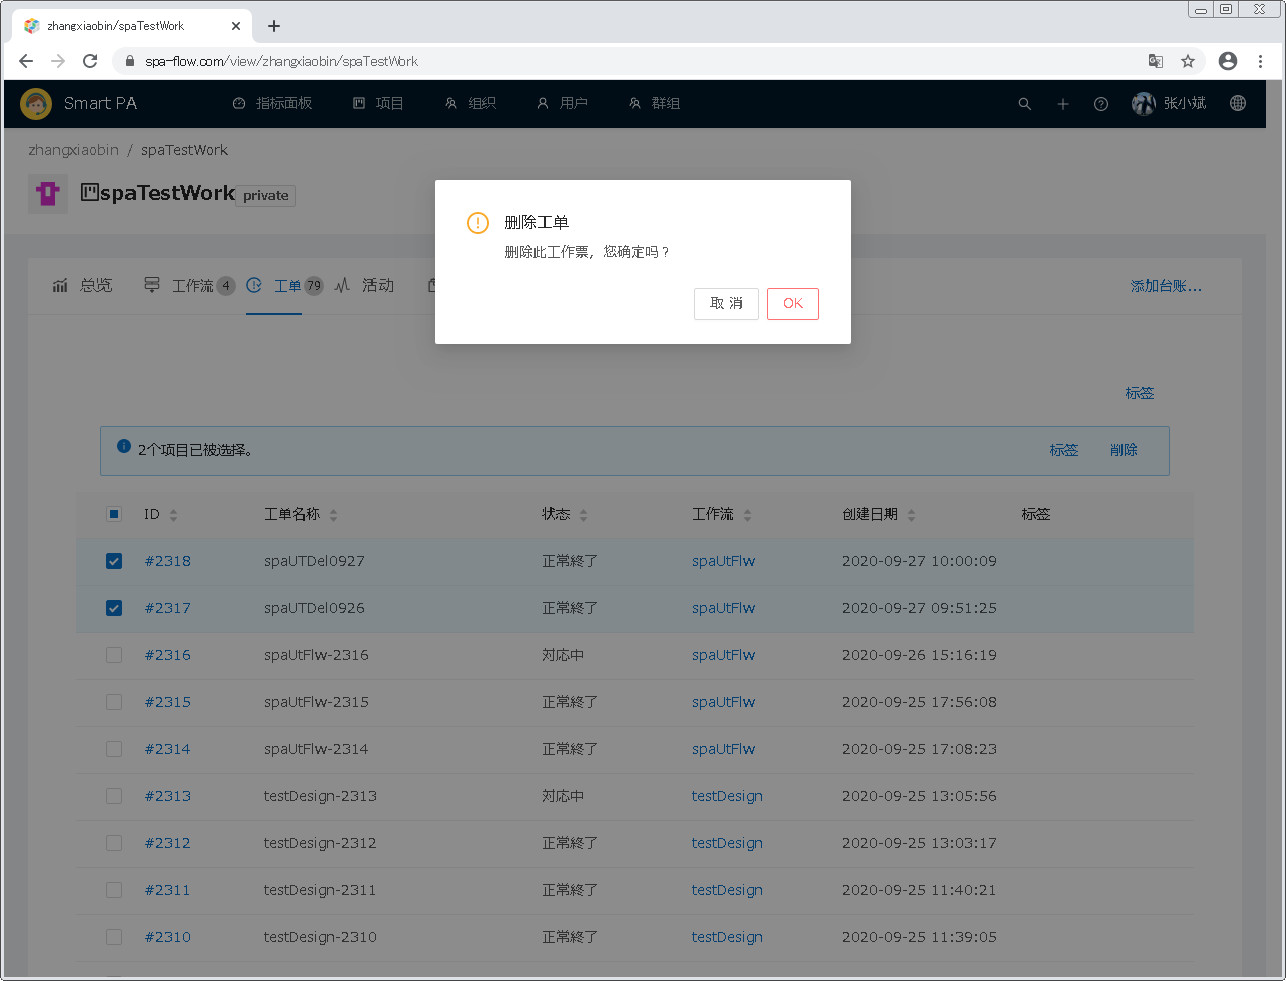 zhangxiaobin/spaTestWork
spa-flow.com/view/zhangxiaobin/spaTestWork
Smart PA 指标面板 项目 组织 用户 群组 张小斌
zhangxiaobin / spaTestWork
spaTestWork private
删除工单
删除此工作票，您确定吗？
取 消 OK
总览 工作流 4 工单 79 活动 添加台账...
标签
2个项目已被选择。 标签 削除
ID 工单名称 状态 工作流 创建日期 标签
#2318 spaUTDel0927 正常終了 spaUtFlw 2020-09-27 10:00:09
#2317 spaUTDel0926 正常終了 spaUtFlw 2020-09-27 09:51:25
#2316 spaUtFlw-2316 対応中 spaUtFlw 2020-09-26 15:16:19
#2315 spaUtFlw-2315 正常終了 spaUtFlw 2020-09-25 17:56:08
#2314 spaUtFlw-2314 正常終了 spaUtFlw 2020-09-25 17:08:23
#2313 testDesign-2313 対応中 testDesign 2020-09-25 13:05:56
#2312 testDesign-2312 正常終了 testDesign 2020-09-25 13:03:17
#2311 testDesign-2311 正常終了 testDesign 2020-09-25 11:40:21
#2310 testDesign-2310 正常終了 testDesign 2020-09-25 11:39:05